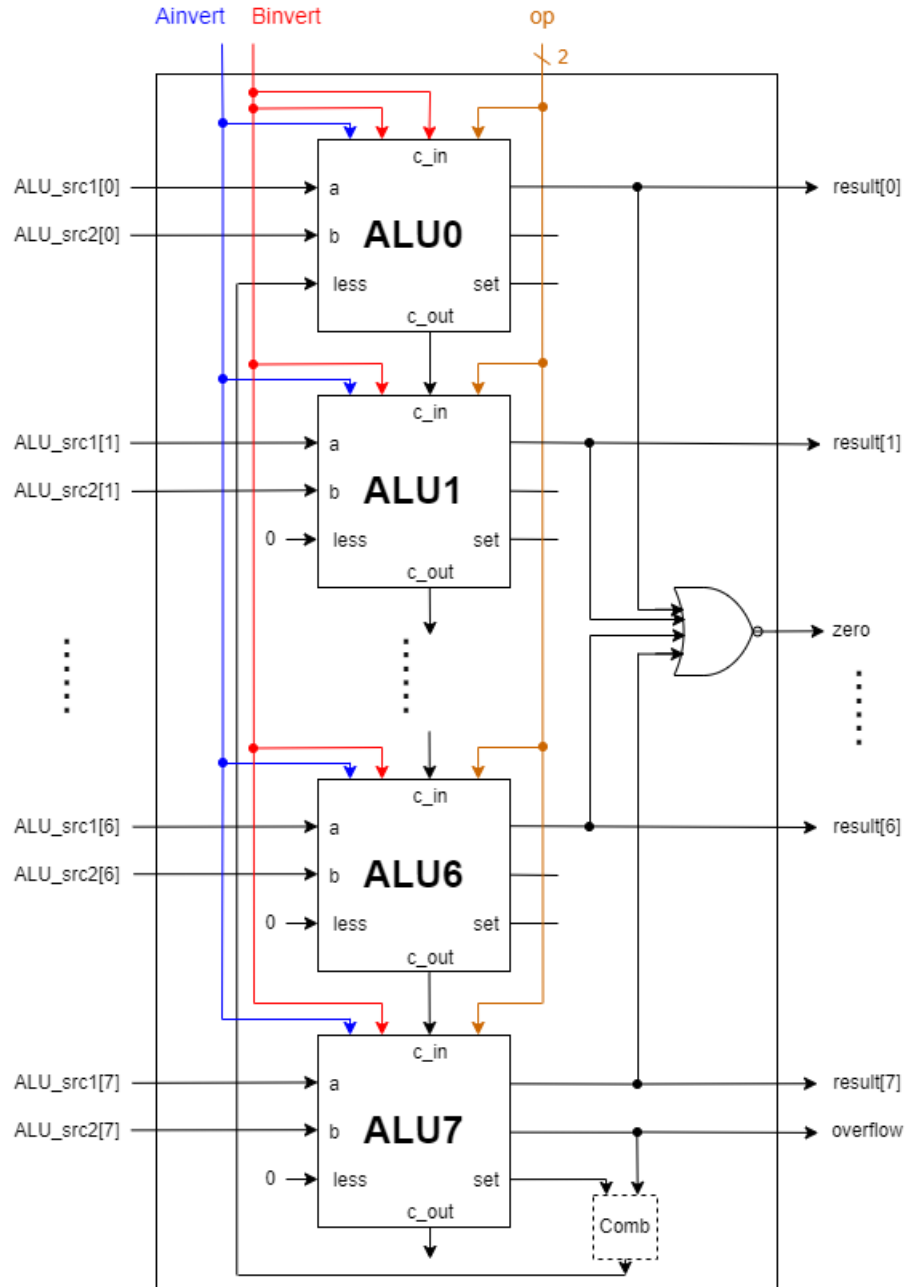 Ainvert Binvert op
2
c_in
ALU_src1[0] a result[0]
ALU_src2[0] b ALU0
less set
c_out
c_in
ALU_src1[1] a result[1]
ALU_src2[1] b ALU1
0 less set
c_out
zero
c_in
ALU_src1[6] a result[6]
ALU_src2[6] b ALU6
0 less set
c_out
c_in
ALU_src1[7] a result[7]
ALU_src2[7] b ALU7 overflow
0 less set
Comb
c_out